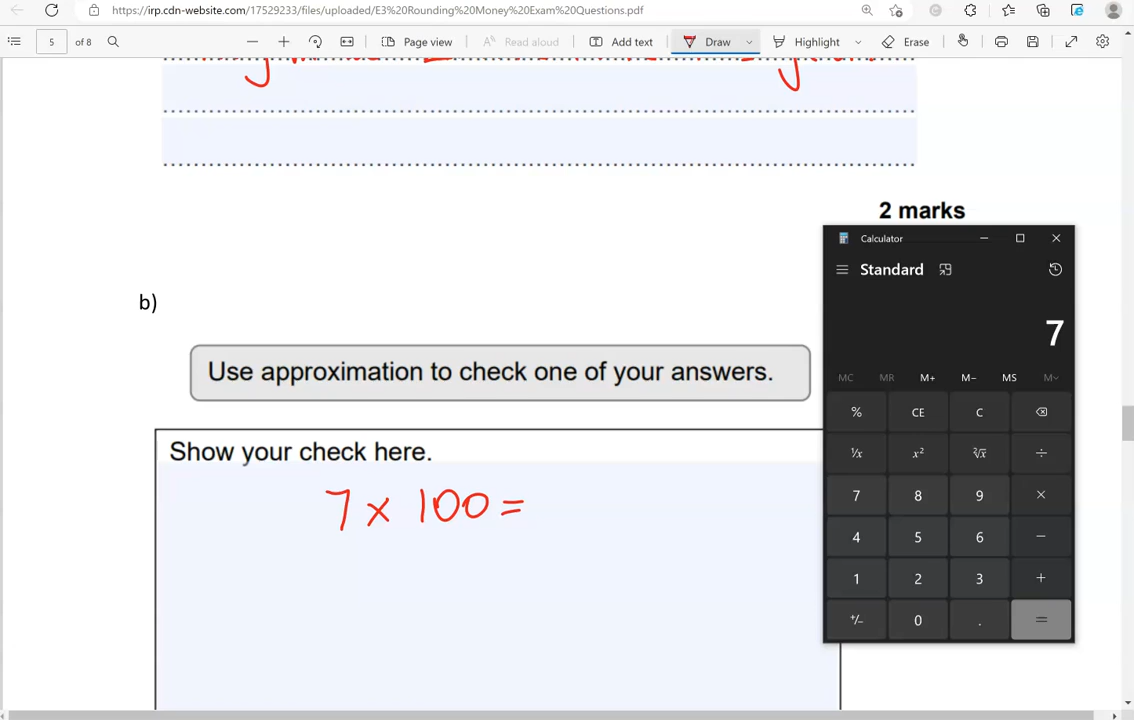 https://irp.cdn-website.com/17529233/files/uploaded/E3%20Rounding%20Money%20Exam%20Questions.pdf
5 of 8 Page view Read aloud Add text Draw Highlight Erase
2 marks
b)
Use approximation to check one of your answers.
Show your check here.
7 x 100 =
Calculator
Standard
7
MC MR M+ M- MS M
% CE C
¹/x x² ²√x ÷
7 8 9 ×
4 5 6 −
1 2 3 +
+/- 0 . =